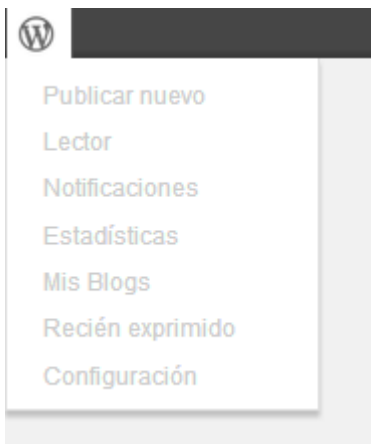 Publicar nuevo
Lector
Notificaciones
Estadísticas
Mis Blogs
Recién exprimido
Configuración